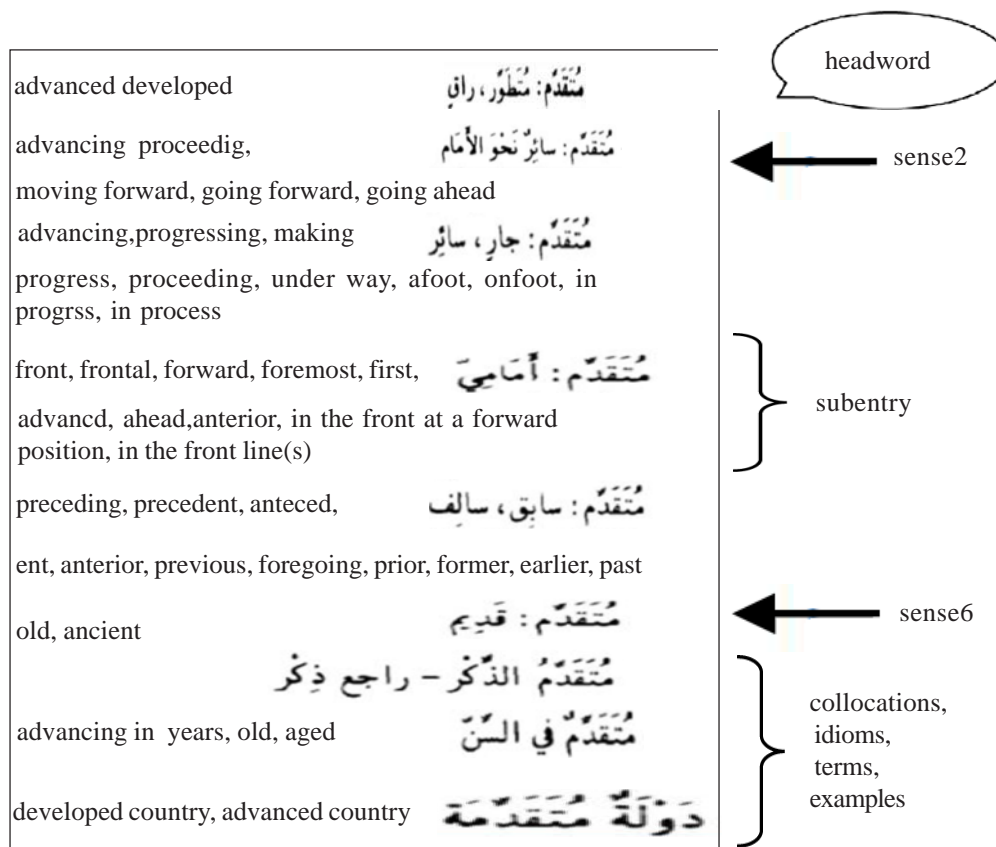 headword
advanced developed مُتَقَدِّم: مُتَطَوِّر، راقٍ
advancing proceedig, مُتَقَدِّم: سائِرٌ نَحْوَ الأَمَام
sense2
moving forward, going forward, going ahead
advancing,progressing, making مُتَقَدِّم: جارٍ، سائِر
progress, proceeding, under way, afoot, onfoot, in
progrss, in process
front, frontal, forward, foremost, first, مُتَقَدِّم: أَمَامِيّ
advancd, ahead,anterior, in the front at a forward
position, in the front line(s)
subentry
preceding, precedent, anteced, مُتَقَدِّم: سابِق، سالِف
ent, anterior, previous, foregoing, prior, former, earlier, past
old, ancient مُتَقَدِّم: قَدِيم
sense6
مُتَقَدِّمُ الذِّكْر – راجع ذِكْر
advancing in years, old, aged مُتَقَدِّمٌ في السِّنّ
developed country, advanced country دَوْلَةٌ مُتَقَدِّمَة
collocations,
idioms,
terms,
examples